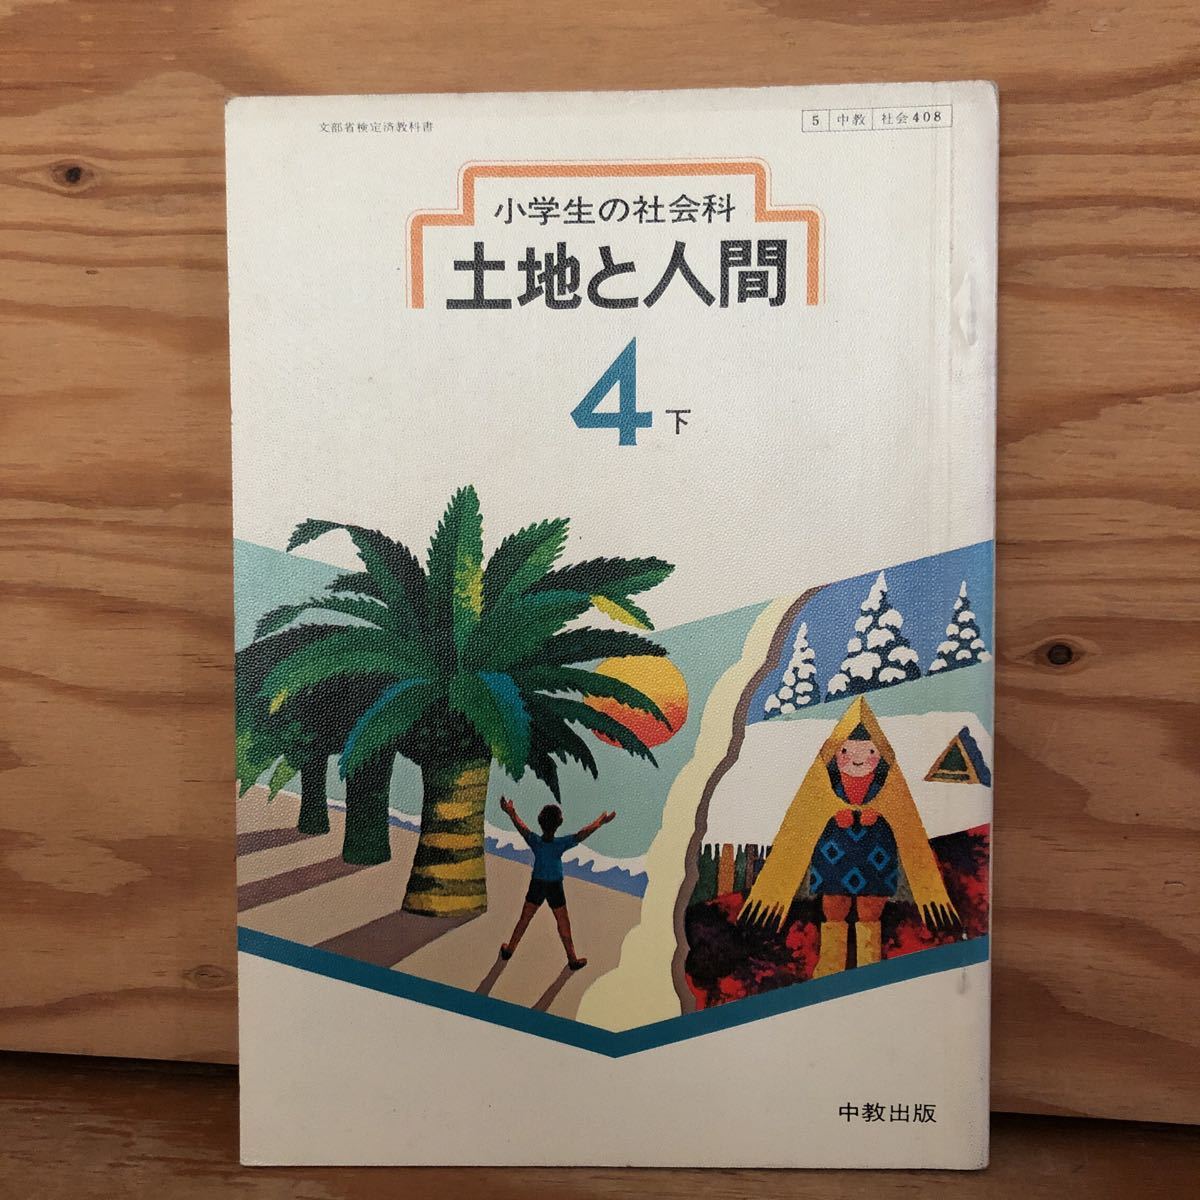 文部省検定済教科書
5 中教 社会408
小学生の社会科
土地と人間
4下
中教出版